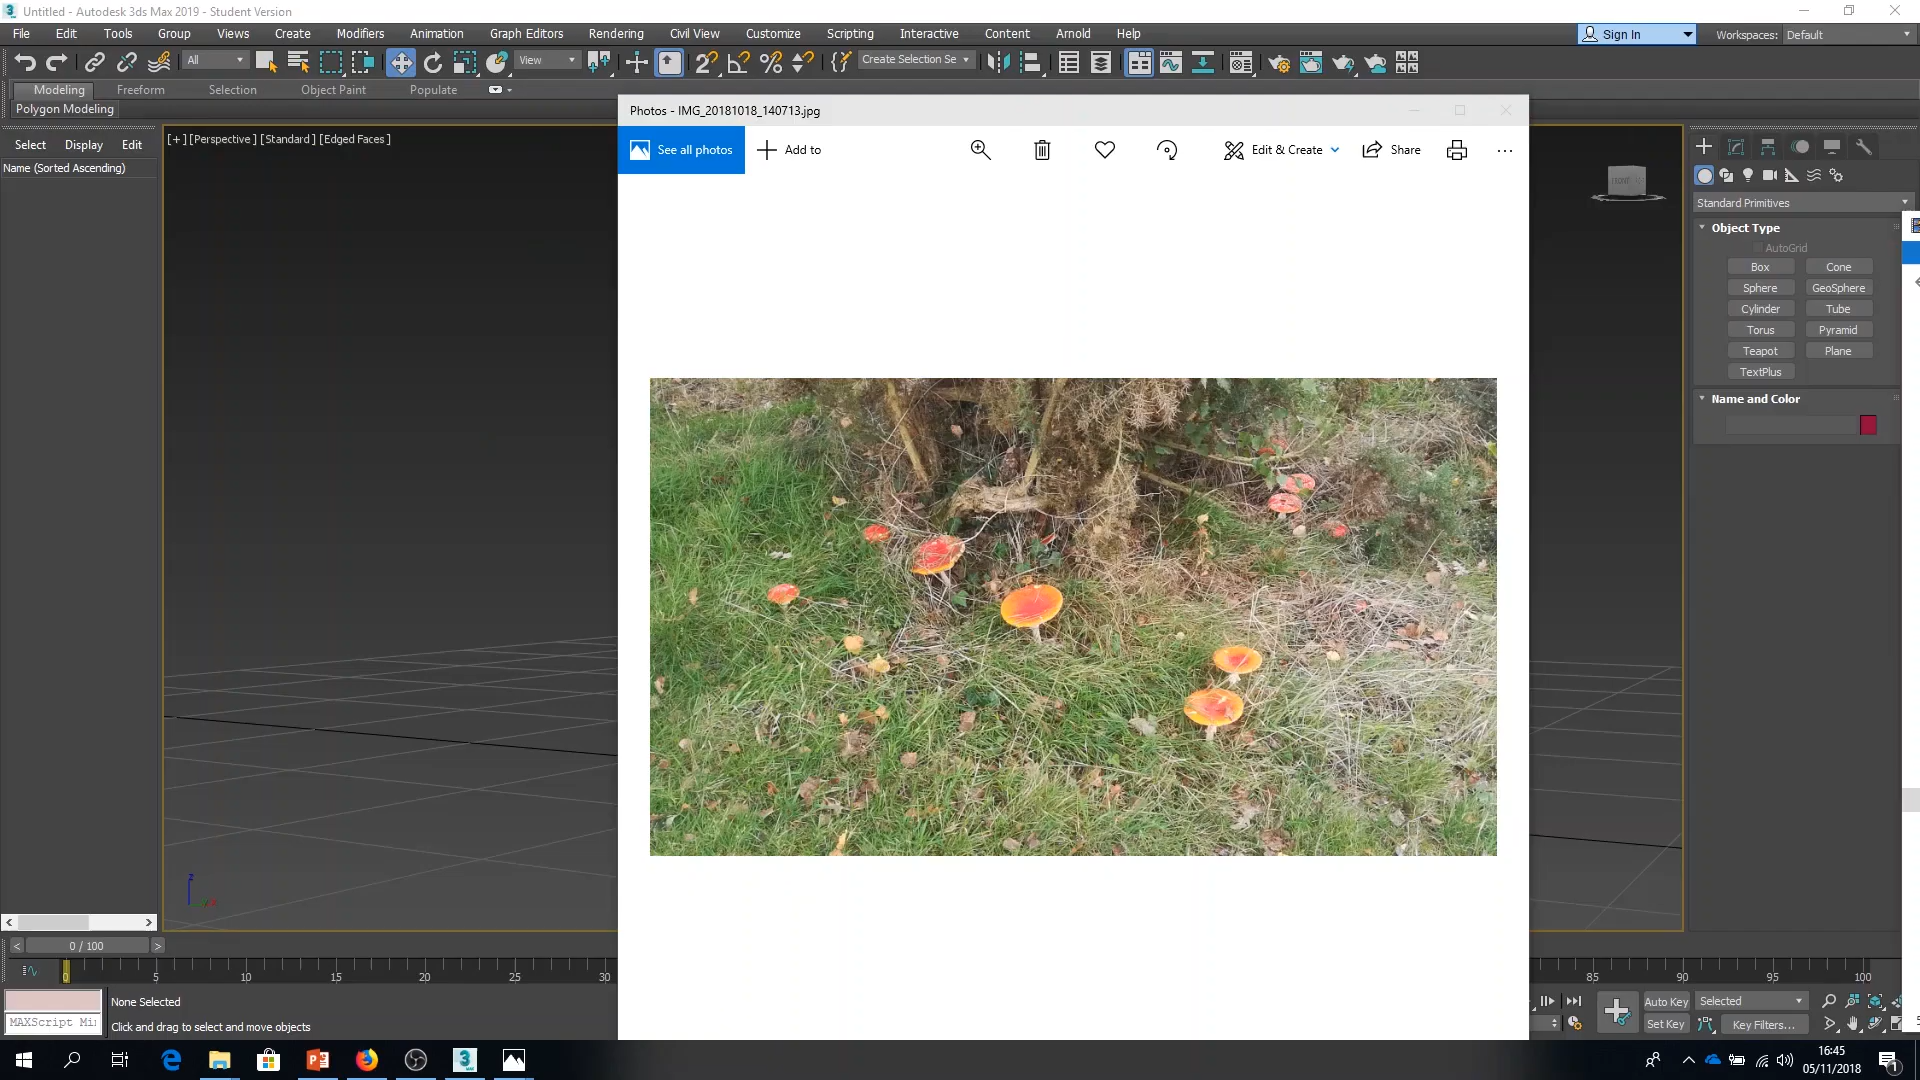 Untitled - Autodesk 3ds Max 2019 - Student Version
File Edit Tools Group Views Create Modifiers Animation Graph Editors Rendering Civil View Customize Scripting Interactive Content Arnold Help
Sign In
Workspaces: Default
All
View
Create Selection Se
Modeling Freeform Selection Object Paint Populate
Polygon Modeling
Photos - IMG_20181018_140713.jpg
See all photos
Add to
Edit & Create
Share
Select Display Edit
Name (Sorted Ascending)
[+] [Perspective] [Standard] [Edged Faces]
FRONT
Standard Primitives
Object Type
AutoGrid
Box Cone
Sphere GeoSphere
Cylinder Tube
Torus Pyramid
Teapot Plane
TextPlus
Name and Color
z
0 / 100
0 5 10 15 20 25 30 85 90 95 100
None Selected
MAXScript Mi
Click and drag to select and move objects
Auto Key Selected
Set Key Key Filters...
16:45
05/11/2018
1